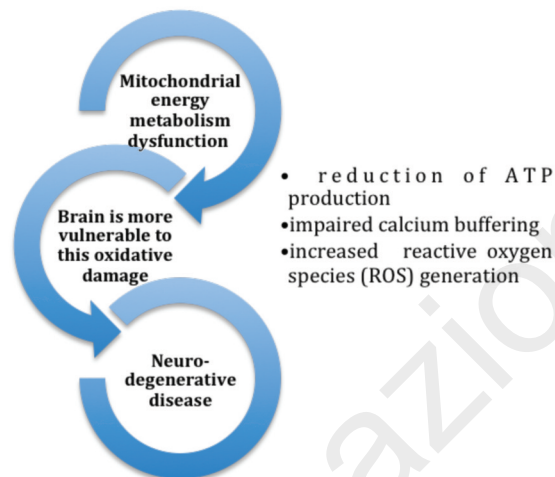 Mitochondrial
energy
metabolism
dysfunction
• reduction of ATP
production
•impaired calcium buffering
•increased reactive oxygen
species (ROS) generation
Brain is more
vulnerable to
this oxidative
damage
Neuro-
degenerative
disease